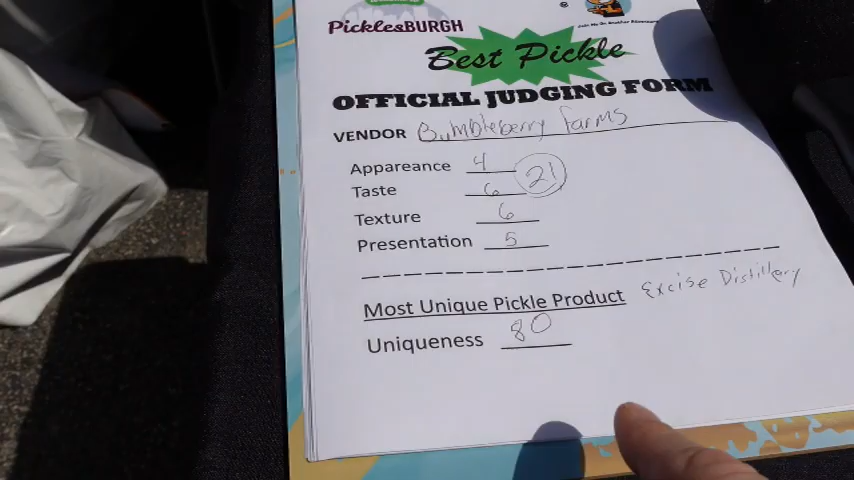 PicklesBURGH
Best Pickle
OFFICIAL JUDGING FORM
VENDOR Bumbleberry farms
Appareance 4
21
Taste 6
Texture 6
Presentation 5
Most Unique Pickle Product Excise Distillery
Uniqueness 80